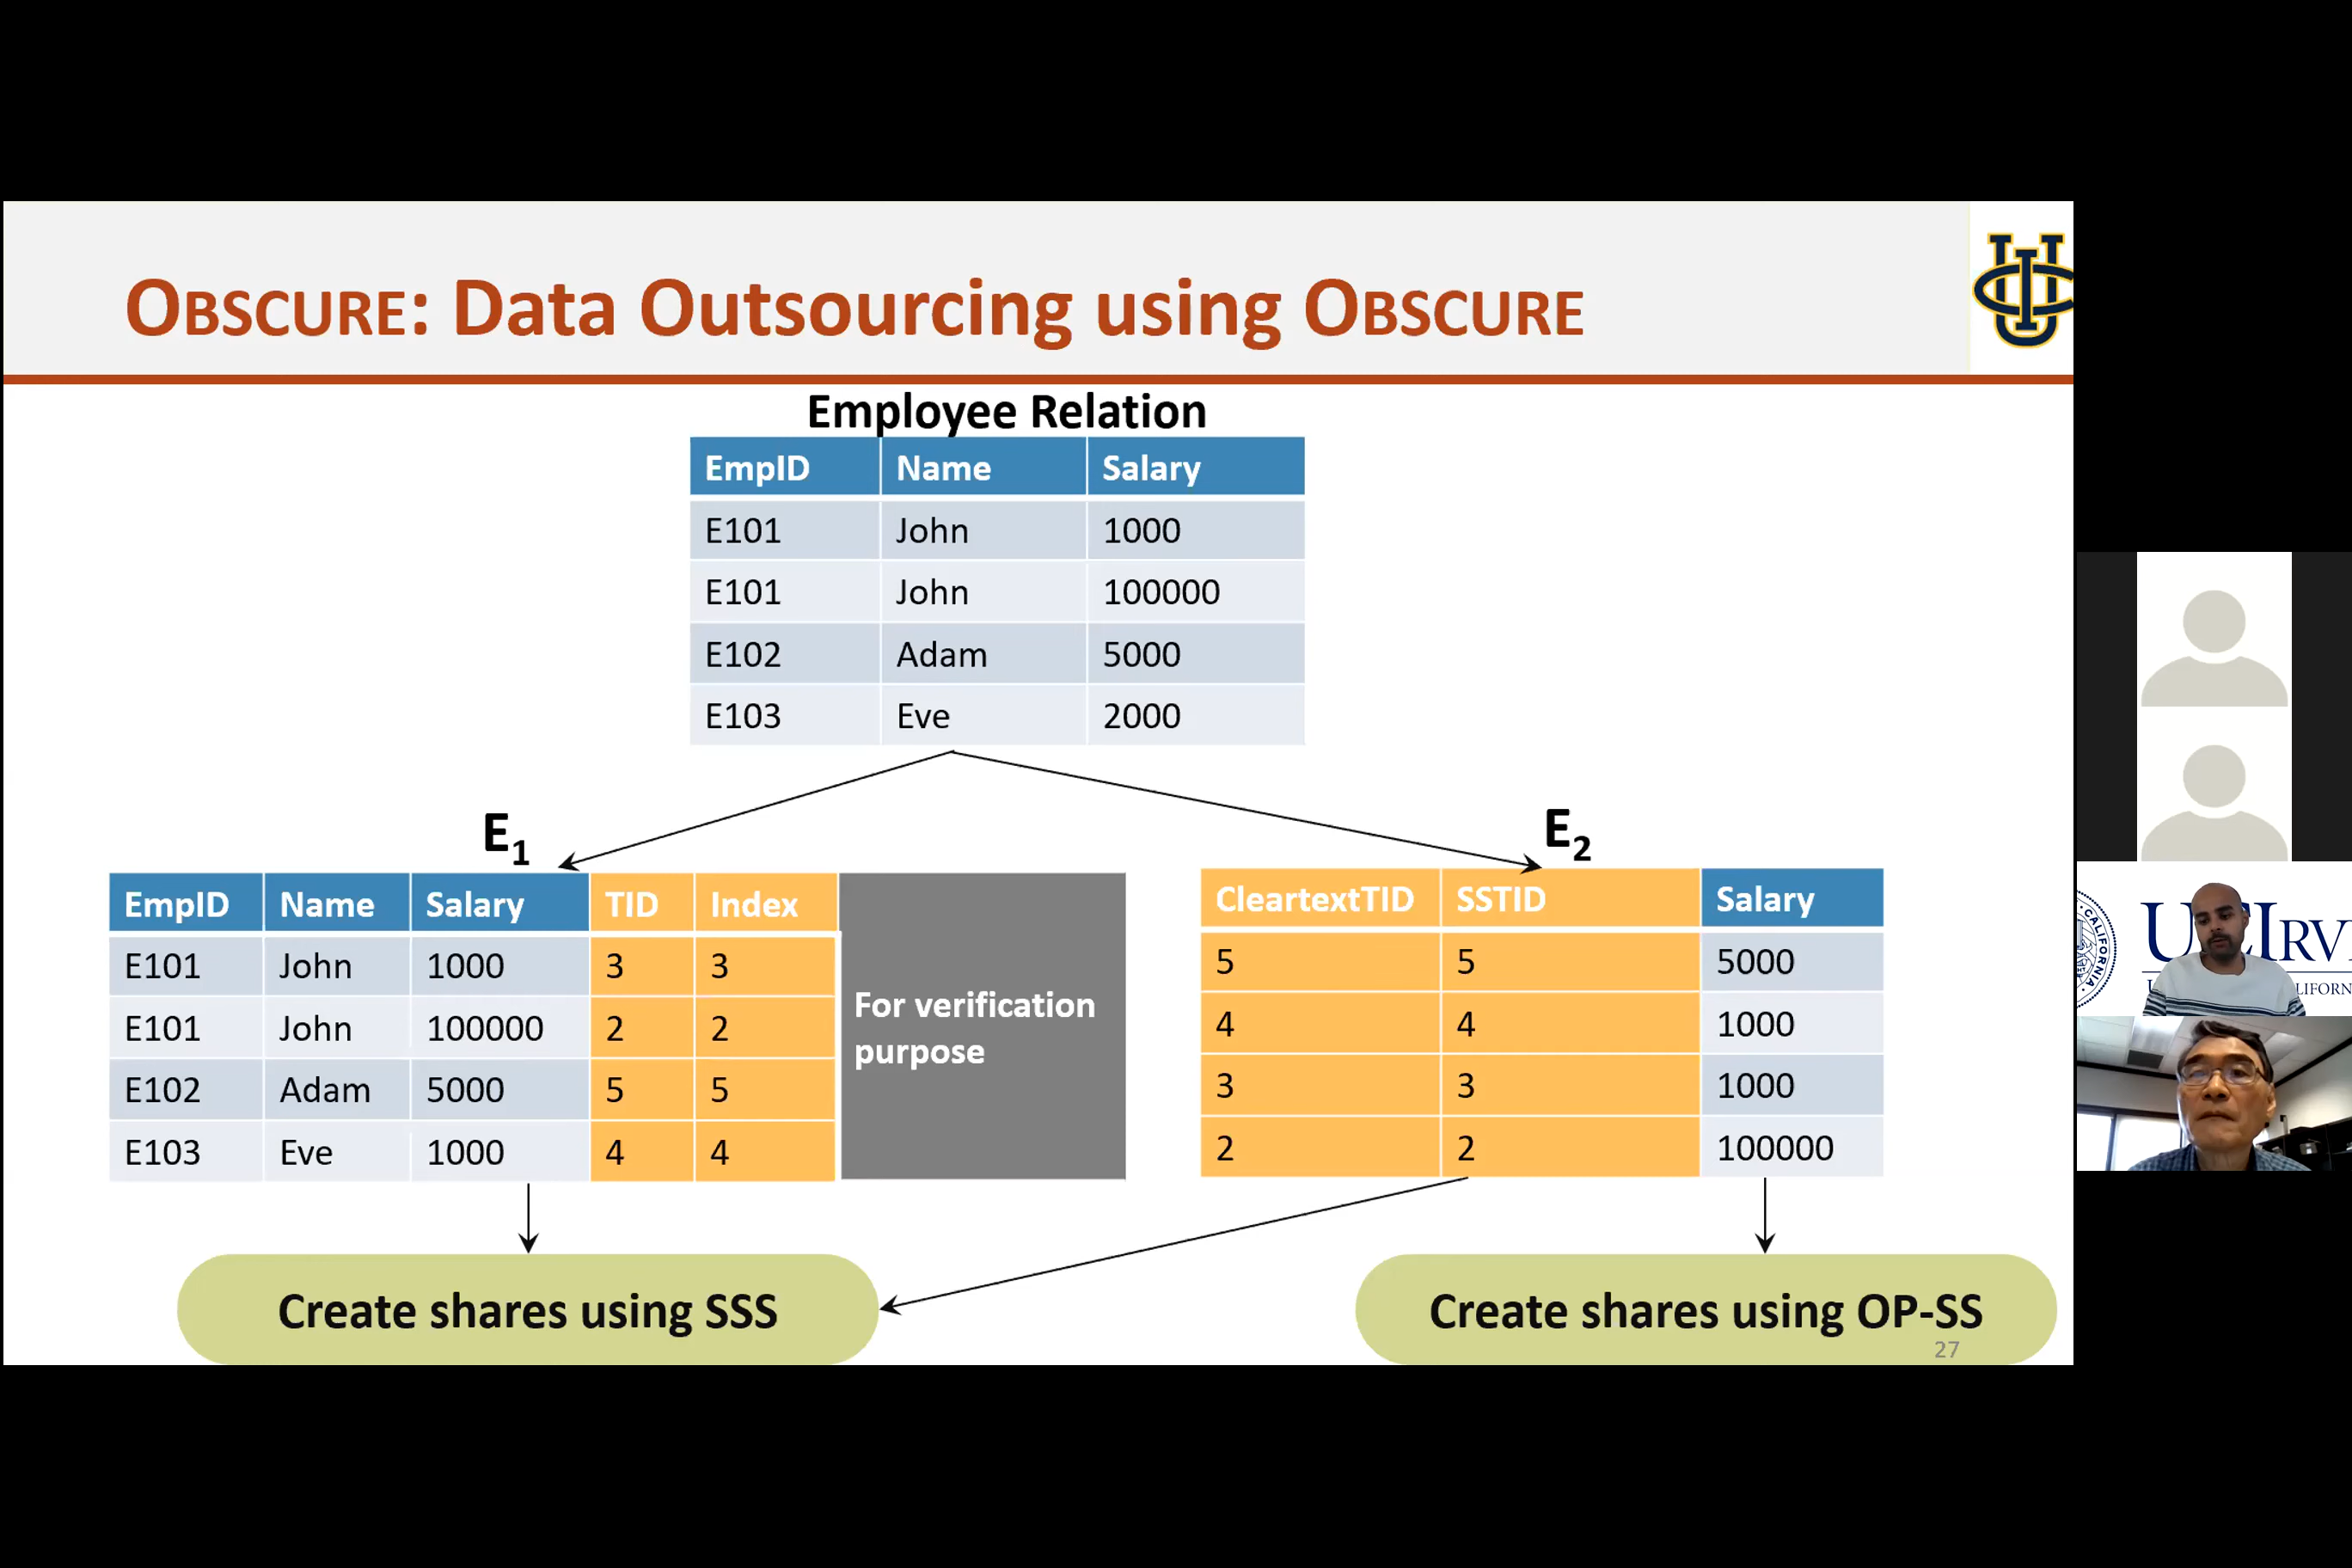 OBSCURE: Data Outsourcing using OBSCURE
Employee Relation
EmpID Name Salary
E101 John 1000
E101 John 100000
E102 Adam 5000
E103 Eve 2000
E1
EmpID Name Salary TID Index
E101 John 1000 3 3
E101 John 100000 2 2
E102 Adam 5000 5 5
E103 Eve 1000 4 4
For verification
purpose
E2
CleartextTID SSTID Salary
5 5 5000
4 4 1000
3 3 1000
2 2 100000
Create shares using SSS
Create shares using OP-SS
27